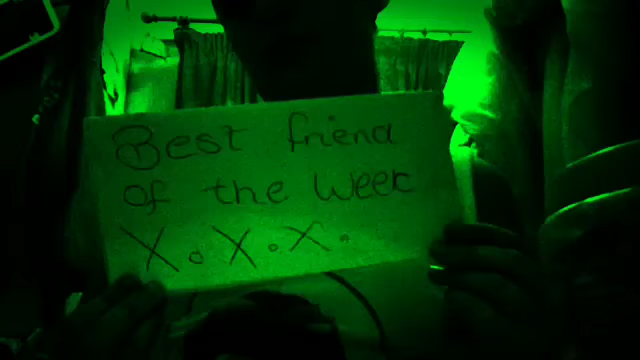 Best friend
of the week
X.o X.o X.o